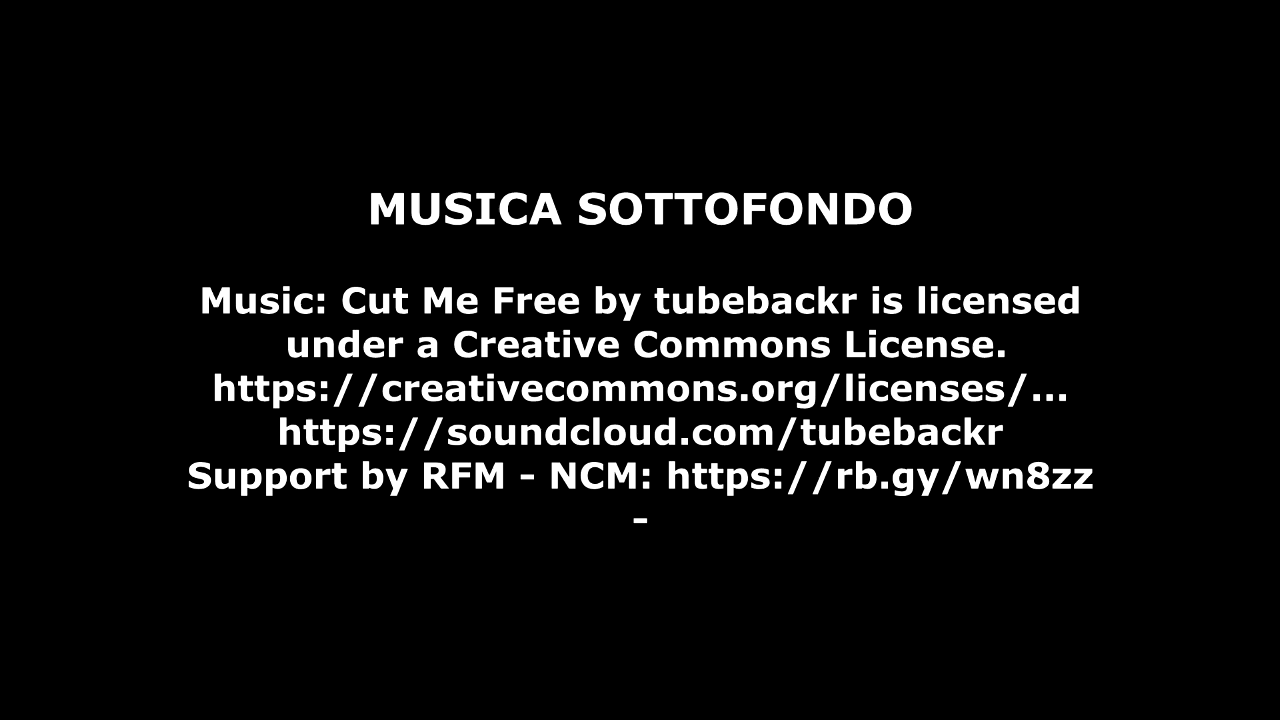 MUSICA SOTTOFONDO
Music: Cut Me Free by tubebackr is licensed
under a Creative Commons License.
https://creativecommons.org/licenses/...
https://soundcloud.com/tubebackr
Support by RFM - NCM: https://rb.gy/wn8zz
-